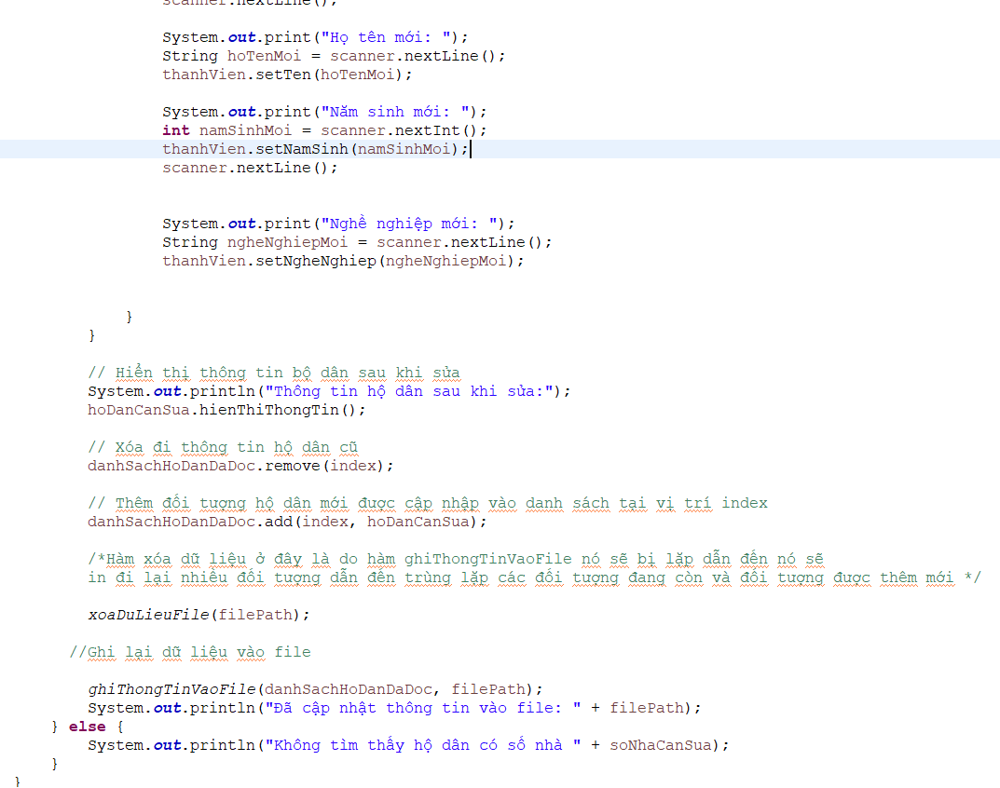 scanner.nextLine();
System.out.print("Họ tên mới: ");
String hoTenMoi = scanner.nextLine();
thanhVien.setTen(hoTenMoi);
System.out.print("Năm sinh mới: ");
int namSinhMoi = scanner.nextInt();
thanhVien.setNamSinh(namSinhMoi);
scanner.nextLine();
System.out.print("Nghề nghiệp mới: ");
String ngheNghiepMoi = scanner.nextLine();
thanhVien.setNgheNghiep(ngheNghiepMoi);
}
}
// Hiển thị thông tin bộ dân sau khi sửa
System.out.println("Thông tin hộ dân sau khi sửa:");
hoDanCanSua.hienThiThongTin();
// Xóa đi thông tin hộ dân cũ
danhSachHoDanDaDoc.remove(index);
// Thêm đối tượng hộ dân mới được cập nhập vào danh sách tại vị trí index
danhSachHoDanDaDoc.add(index, hoDanCanSua);
/*Hàm xóa dữ liệu ở đây là do hàm ghiThongTinVaoFile nó sẽ bị lặp dẫn đến nó sẽ
in đi lại nhiều đối tượng dẫn đến trùng lặp các đối tượng đang còn và đối tượng được thêm mới */
xoaDuLieuFile(filePath);
//Ghi lại dữ liệu vào file
ghiThongTinVaoFile(danhSachHoDanDaDoc, filePath);
System.out.println("Đã cập nhật thông tin vào file: " + filePath);
} else {
System.out.println("Không tìm thấy hộ dân có số nhà " + soNhaCanSua);
}
}